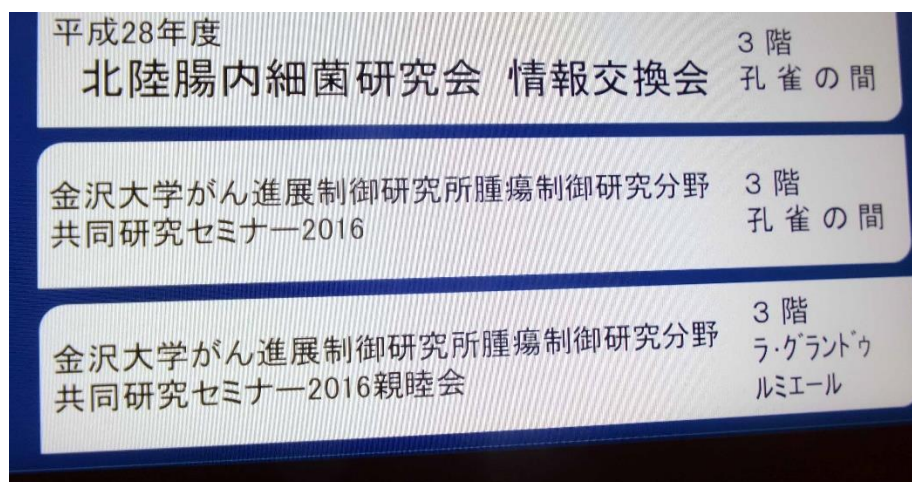 平成28年度
北陸腸内細菌研究会 情報交換会
3階
孔雀の間
金沢大学がん進展制御研究所腫瘍制御研究分野
共同研究セミナー2016
3階
孔雀の間
金沢大学がん進展制御研究所腫瘍制御研究分野
共同研究セミナー2016親睦会
3階
ラ・グランドゥ
ルミエール